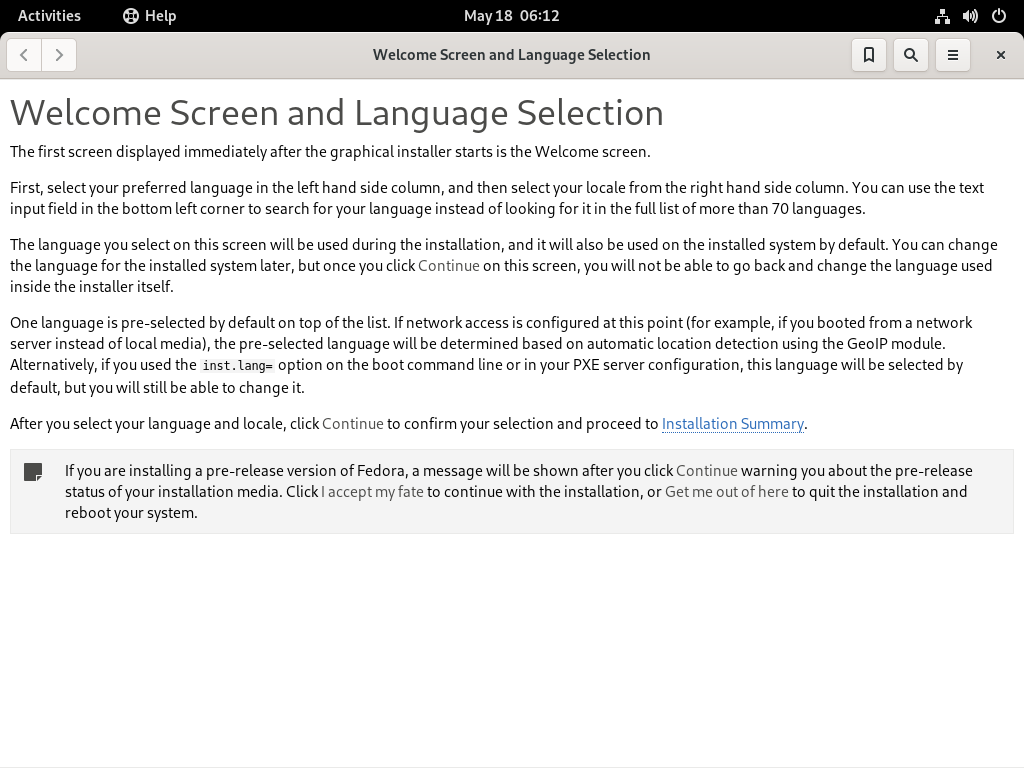 Activities
Help
May 18 06:12
Welcome Screen and Language Selection
Welcome Screen and Language Selection
The first screen displayed immediately after the graphical installer starts is the Welcome screen.
First, select your preferred language in the left hand side column, and then select your locale from the right hand side column. You can use the text
input field in the bottom left corner to search for your language instead of looking for it in the full list of more than 70 languages.
The language you select on this screen will be used during the installation, and it will also be used on the installed system by default. You can change
the language for the installed system later, but once you click Continue on this screen, you will not be able to go back and change the language used
inside the installer itself.
One language is pre-selected by default on top of the list. If network access is configured at this point (for example, if you booted from a network
server instead of local media), the pre-selected language will be determined based on automatic location detection using the GeoIP module.
Alternatively, if you used the inst.lang= option on the boot command line or in your PXE server configuration, this language will be selected by
default, but you will still be able to change it.
After you select your language and locale, click Continue to confirm your selection and proceed to Installation Summary.
If you are installing a pre-release version of Fedora, a message will be shown after you click Continue warning you about the pre-release
status of your installation media. Click I accept my fate to continue with the installation, or Get me out of here to quit the installation and
reboot your system.